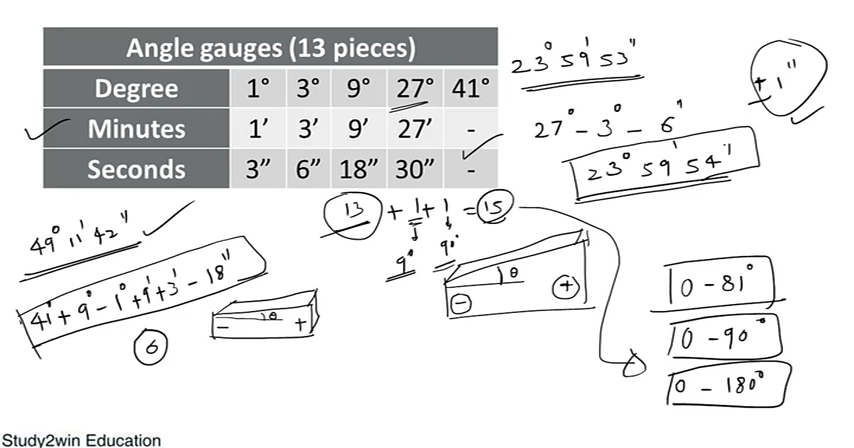 Angle gauges (13 pieces)
Degree 1° 3° 9° 27° 41°
Minutes 1' 3' 9' 27' -
Seconds 3” 6” 18” 30” -
23° 59' 53"
± 1"
27° - 3° - 6"
23° 59' 54"
49° 11' 42"
41° + 9° - 1° + 9' + 3' - 18"
6
13 + 1 + 1 = 15
9° 90°
θ
- +
θ
- +
0 - 81°
0 - 90°
0 - 180°
Study2win Education